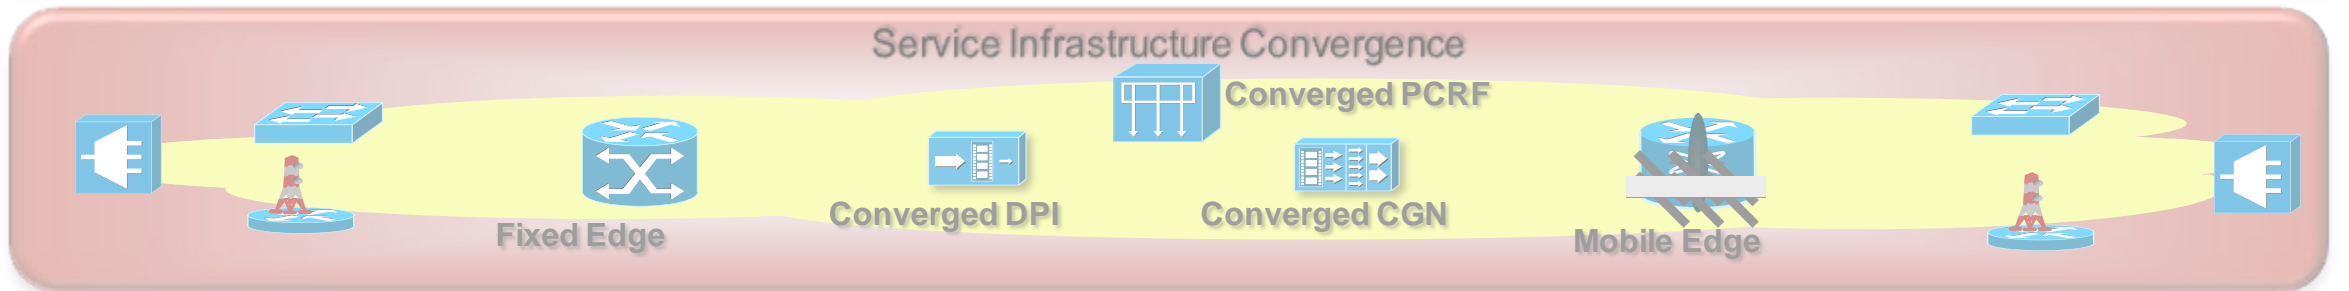 Service Infrastructure Convergence
Converged PCRF
Converged DPI
Converged CGN
Fixed Edge
Mobile Edge